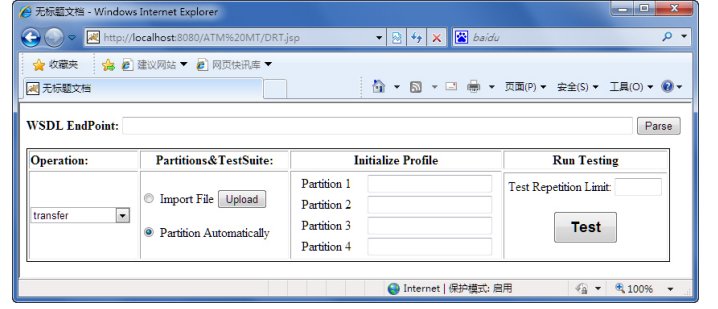 无标题文档 - Windows Internet Explorer
http://localhost:8080/ATM%20MT/DRT.jsp
baidu
收藏夹 建议网站 网页快讯库
无标题文档 页面(P) 安全(S) 工具(O)
WSDL EndPoint: Parse
Operation: Partitions&TestSuite: Initialize Profile Run Testing
transfer
Import File Upload
Partition Automatically
Partition 1
Partition 2
Partition 3
Partition 4
Test Repetition Limit:
Test
Internet | 保护模式: 启用 100%